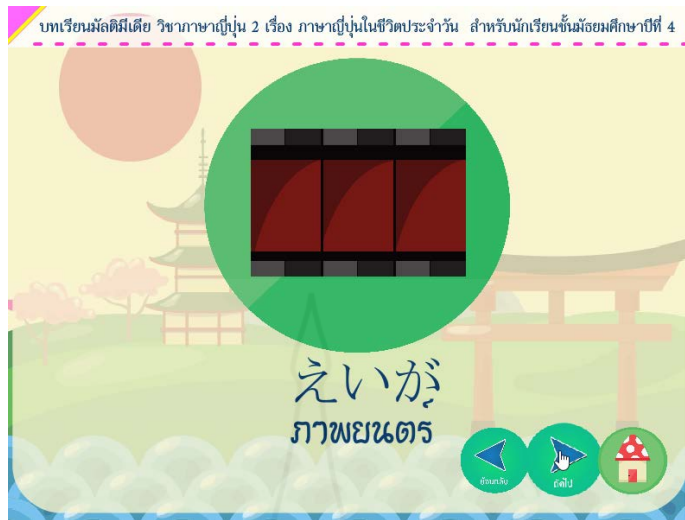 บทเรียนมัลติมีเดีย วิชาภาษาญี่ปุ่น 2 เรื่อง ภาษาญี่ปุ่นในชีวิตประจำวัน สำหรับนักเรียนชั้นมัธยมศึกษาปีที่ 4
えいが
ภาพยนตร์
ย้อนกลับ
ถัดไป